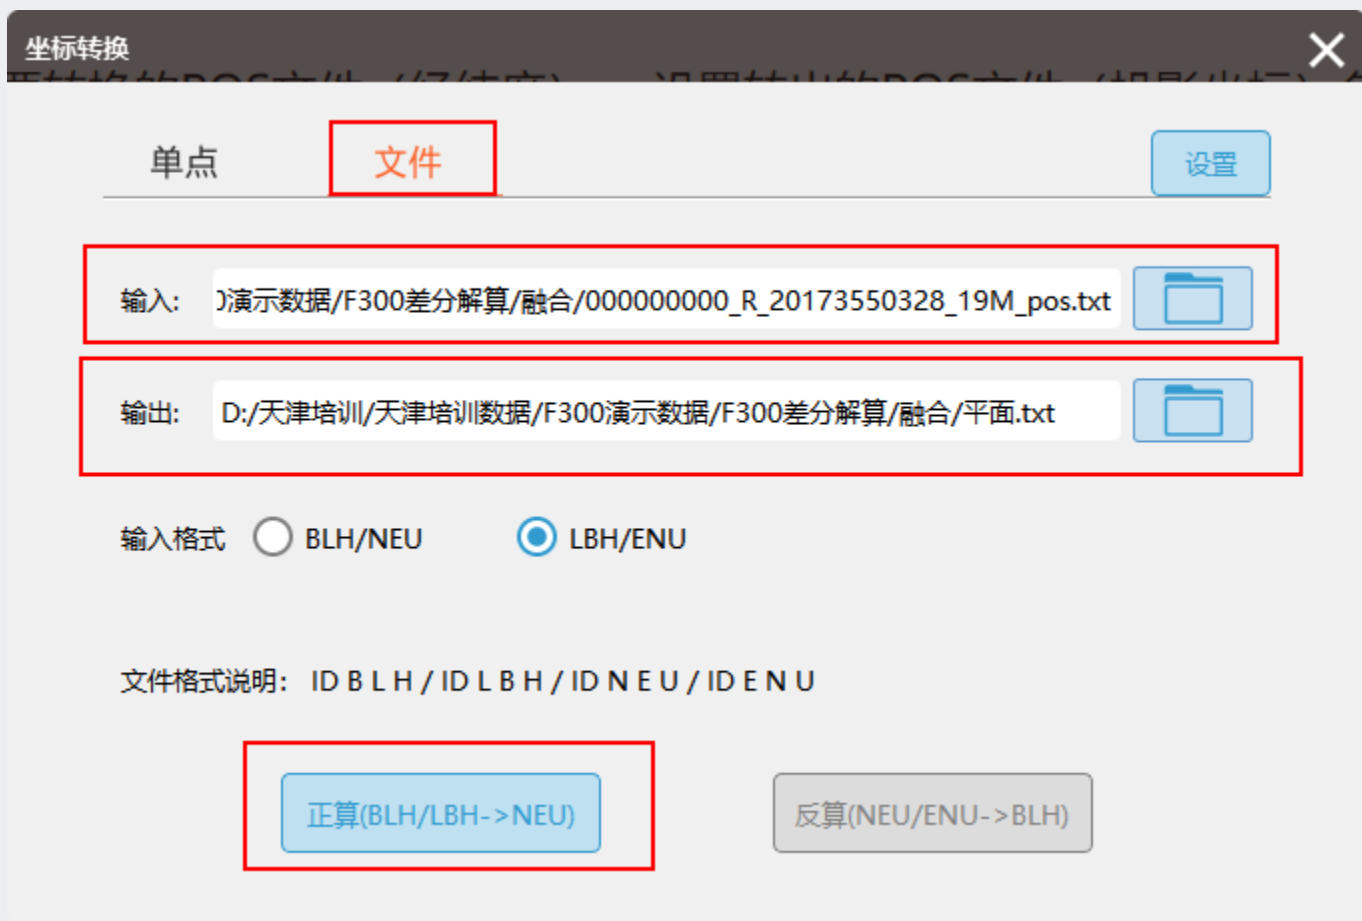 坐标转换
单点
文件
设置
输入:
演示数据/F300差分解算/融合/000000000_R_20173550328_19M_pos.txt
输出:
D:/天津培训/天津培训数据/F300演示数据/F300差分解算/融合/平面.txt
输入格式 BLH/NEU LBH/ENU
文件格式说明: ID B L H / ID L B H / ID N E U / ID E N U
正算(BLH/LBH->NEU)
反算(NEU/ENU->BLH)